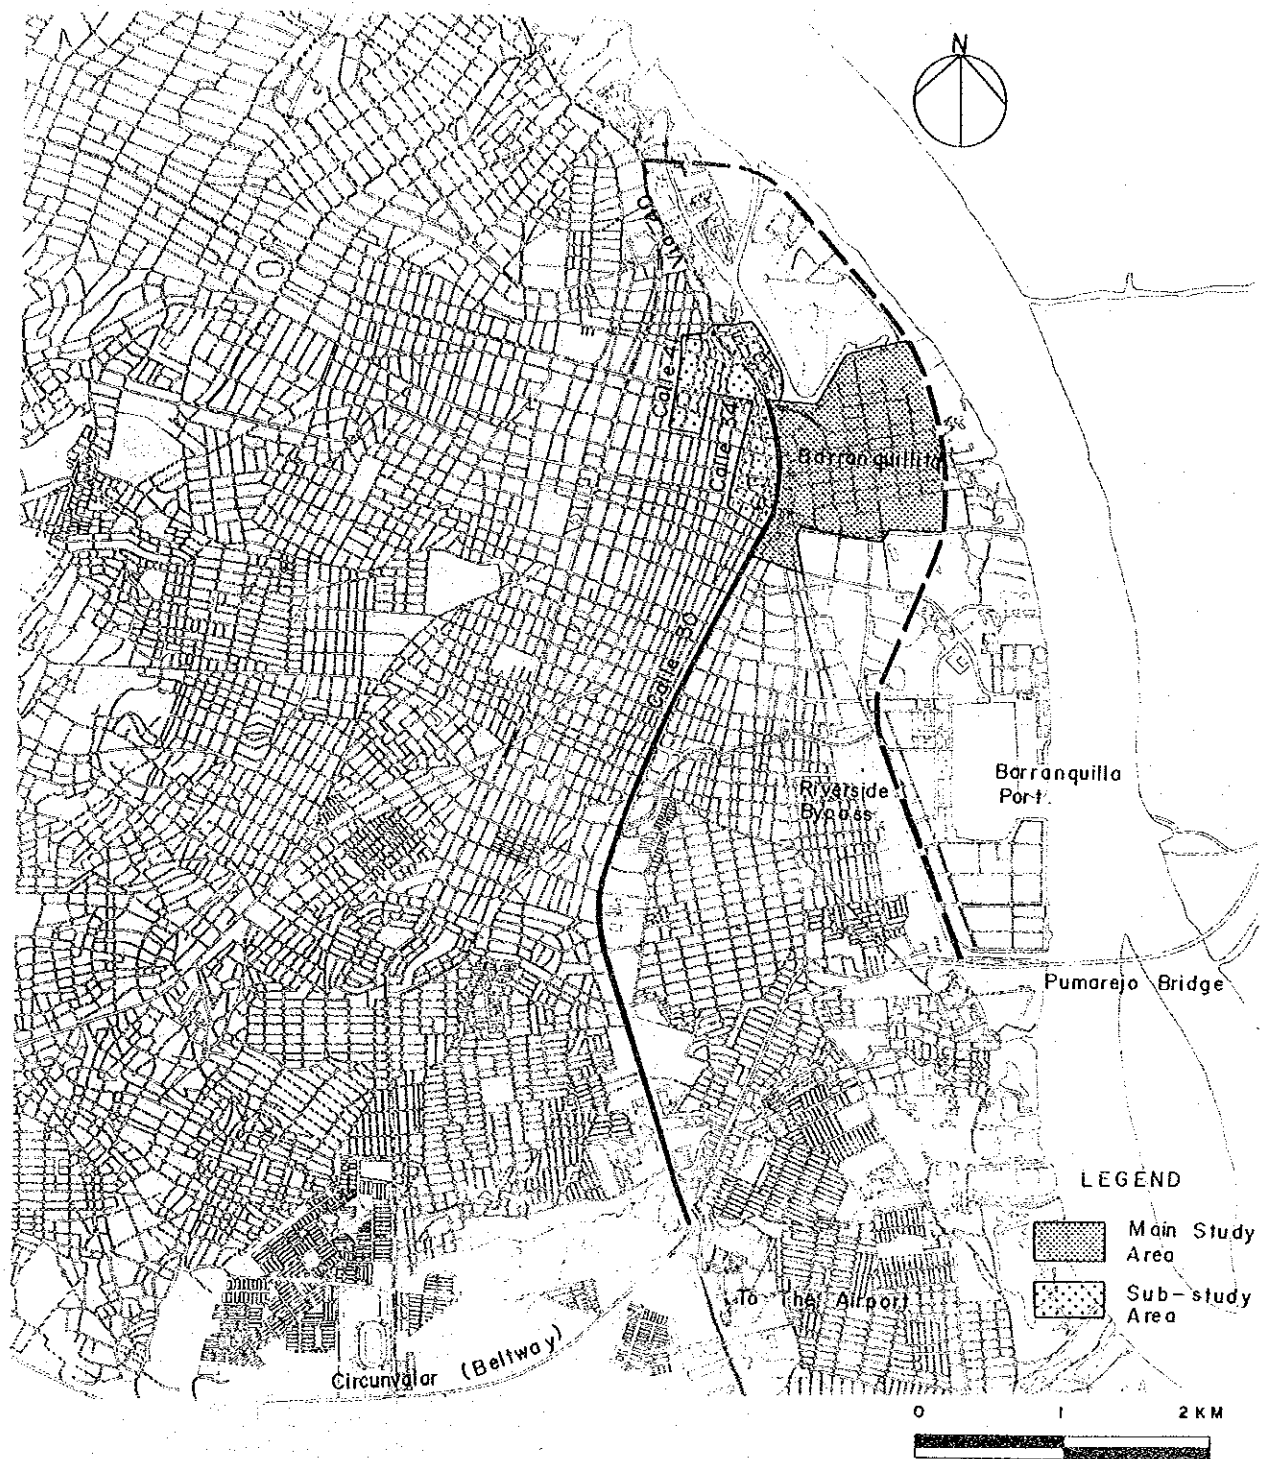 N
Via-40
Calle 4
Calle 34
Barranquillita
Calle 30
Riverside
Bypass
Barranquilla
Port
Pumarejo Bridge
LEGEND
Main Study
Area
Sub-study
Area
To The Airport
Circunvalar (Beltway)
0 1 2 KM